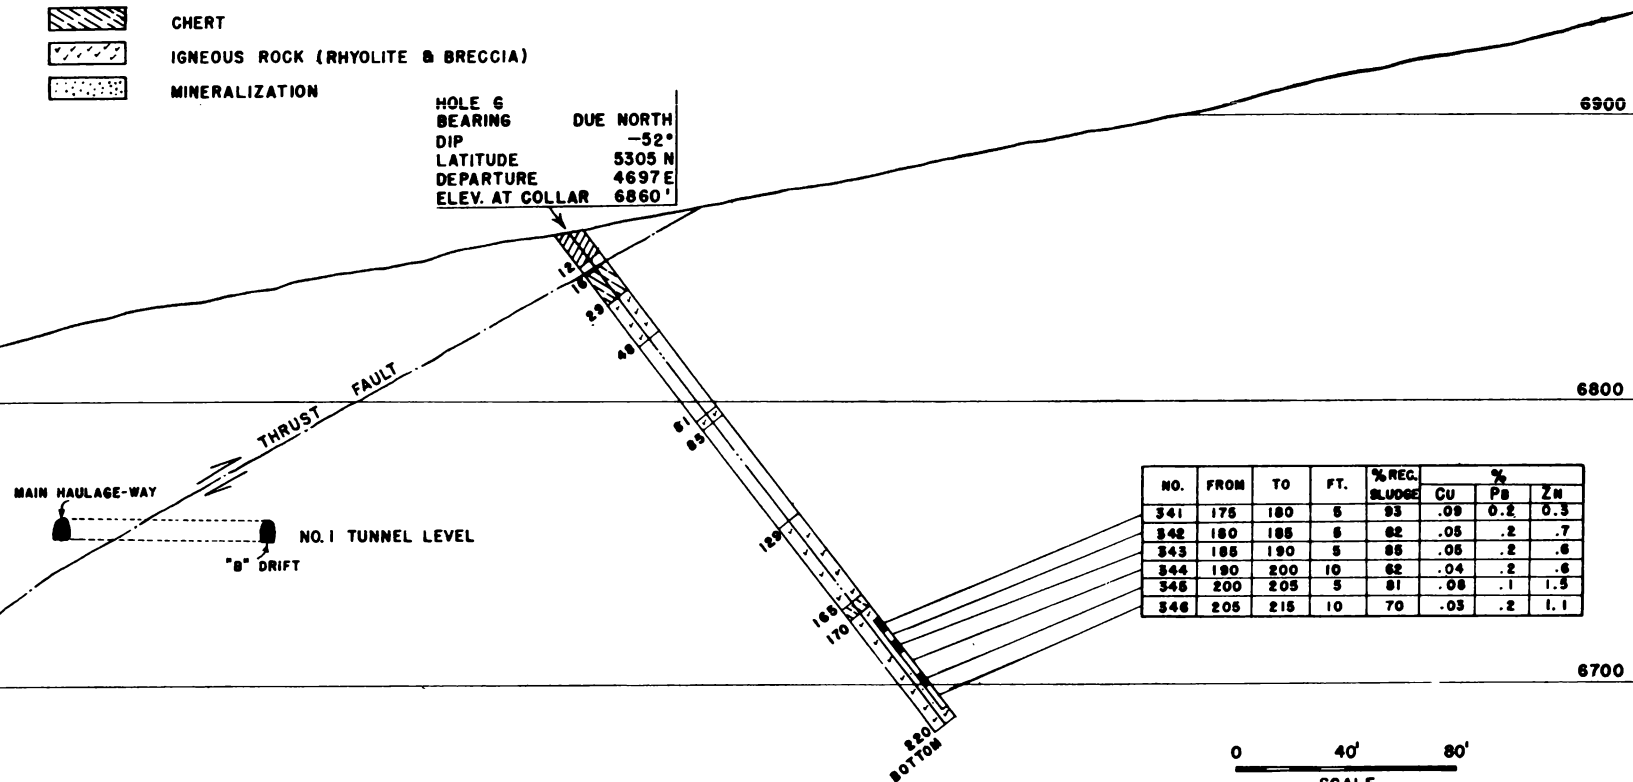 CHERT
IGNEOUS ROCK (RHYOLITE & BRECCIA)
MINERALIZATION
HOLE 6
BEARING DUE NORTH
DIP —52°
LATITUDE 5305 N
DEPARTURE 4697 E
ELEV. AT COLLAR 6860'
6900
12
16
29
48
6800
THRUST FAULT
81
85
MAIN HAULAGE-WAY
NO. 1 TUNNEL LEVEL
"B" DRIFT
129
165
170
NO. FROM TO FT. % REC. SLUDGE % CU PB ZN
341 175 180 5 93 .09 0.2 0.3
342 180 185 5 62 .05 .2 .7
343 185 190 5 85 .05 .2 .6
344 190 200 10 62 .04 .2 .6
345 200 205 5 81 .08 .1 1.5
346 205 215 10 70 .03 .2 1.1
6700
220
BOTTOM
0 40' 80'